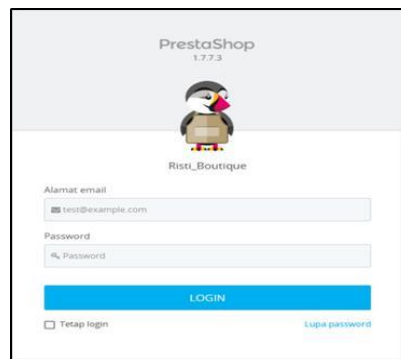 PrestaShop
1.7.7.3
Risti_Boutique
Alamat email
test@example.com
Password
Password
LOGIN
Tetap login Lupa password